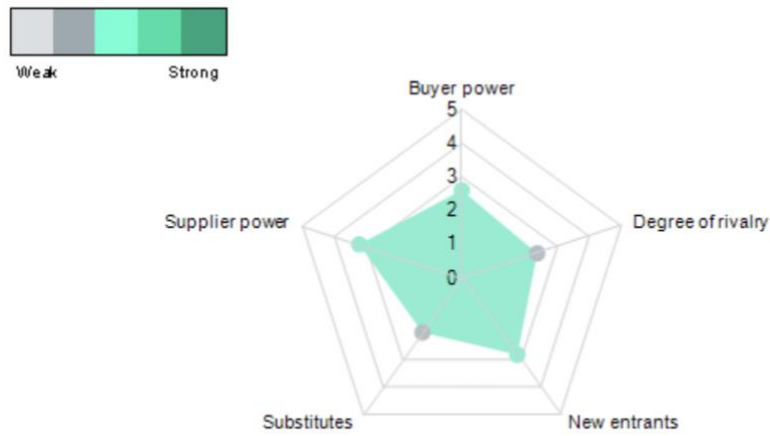 Weak Strong
Buyer power
5
4
3
Supplier power Degree of rivalry
2
1
0
Substitutes New entrants